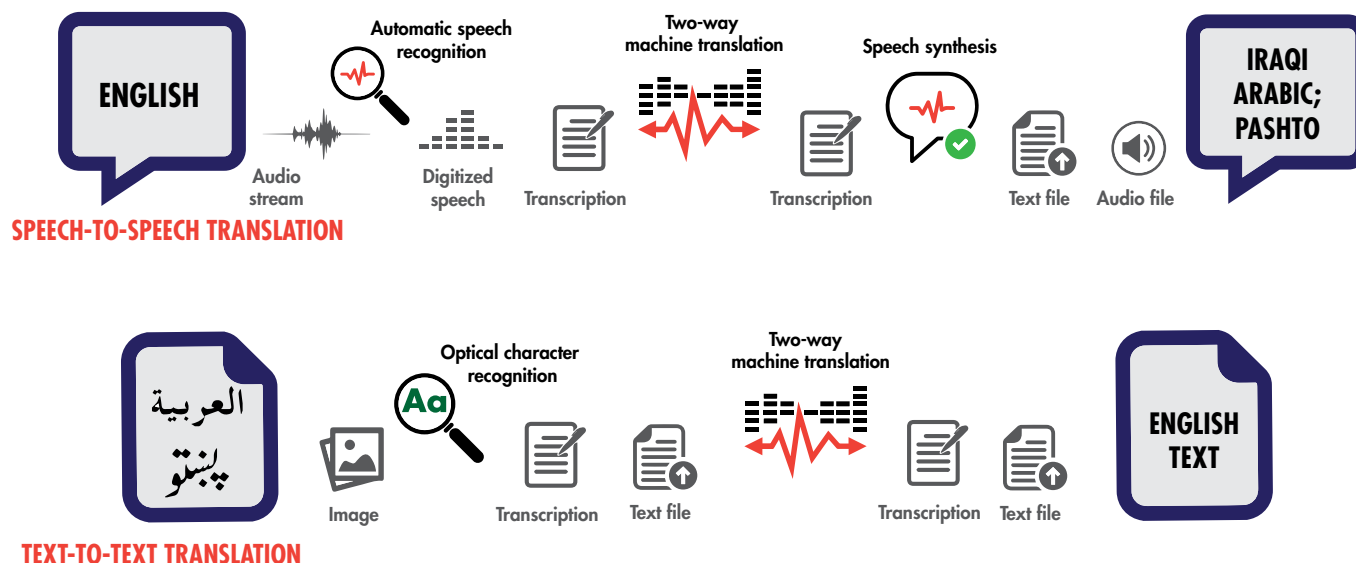 ENGLISH
Audio
stream
Automatic speech
recognition
Digitized
speech
Transcription
Two-way
machine translation
Transcription
Speech synthesis
Text file
Audio file
IRAQI
ARABIC;
PASHTO
SPEECH-TO-SPEECH TRANSLATION
العربية
پښتو
Image
Optical character
recognition
Aa
Transcription
Text file
Two-way
machine translation
Transcription
Text file
ENGLISH
TEXT
TEXT-TO-TEXT TRANSLATION